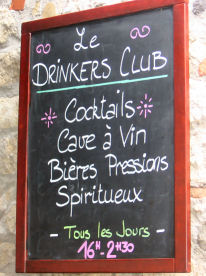 Le
DRINKERS CLUB
Cocktails
Cave à Vin
Bières Pressions
Spiritueux
- Tous les Jours -
16H-2H30